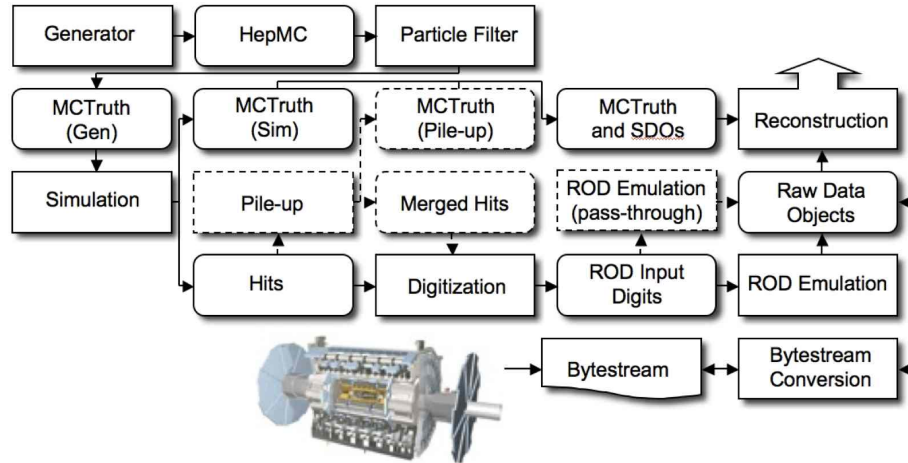 Generator
HepMC
Particle Filter
MCTruth
(Gen)
MCTruth
(Sim)
MCTruth
(Pile-up)
MCTruth
and SDOs
Reconstruction
Simulation
Pile-up
Merged Hits
ROD Emulation
(pass-through)
Raw Data
Objects
Hits
Digitization
ROD Input
Digits
ROD Emulation
Bytestream
Bytestream
Conversion